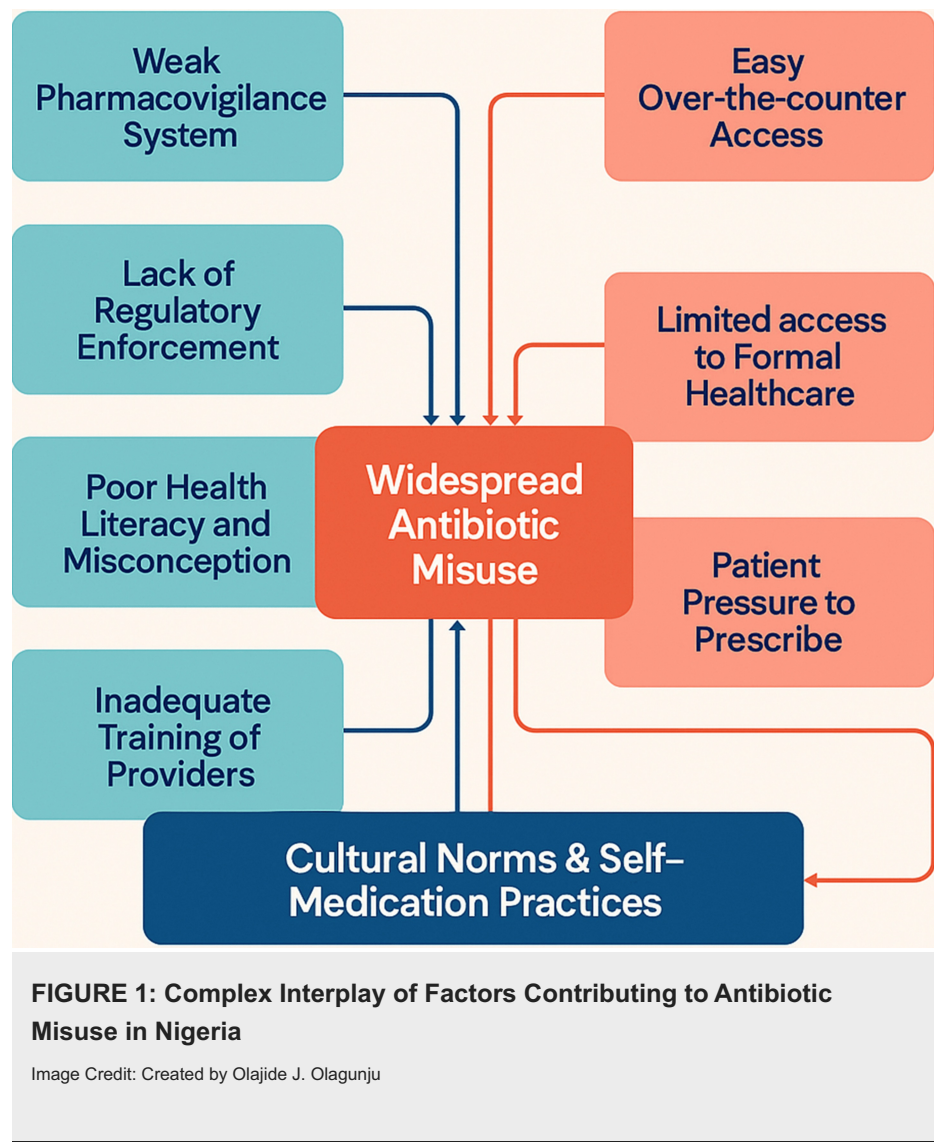 Weak
Pharmacovigilance
System
Easy
Over-the-counter
Access
Lack of
Regulatory
Enforcement
Limited access
to Formal
Healthcare
Poor Health
Literacy and
Misconception
Widespread
Antibiotic
Misuse
Patient
Pressure to
Prescribe
Inadequate
Training of
Providers
Cultural Norms & Self–
Medication Practices
FIGURE 1: Complex Interplay of Factors Contributing to Antibiotic
Misuse in Nigeria
Image Credit: Created by Olajide J. Olagunju